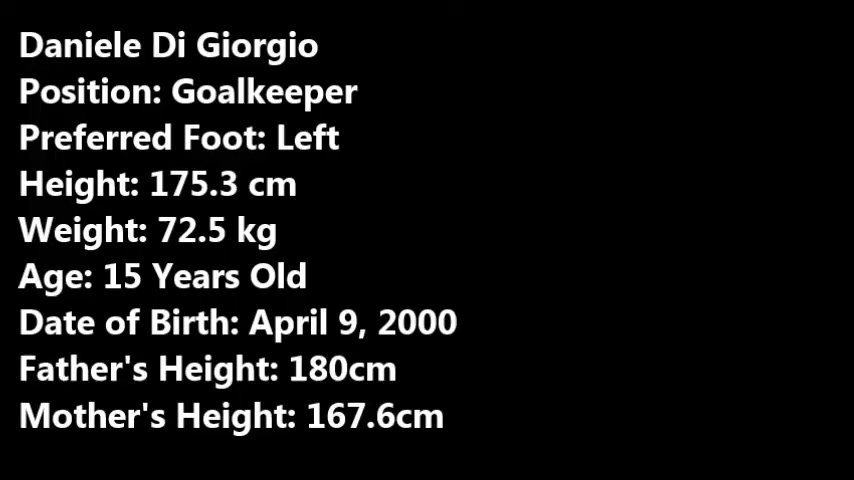 Daniele Di Giorgio
Position: Goalkeeper
Preferred Foot: Left
Height: 175.3 cm
Weight: 72.5 kg
Age: 15 Years Old
Date of Birth: April 9, 2000
Father's Height: 180cm
Mother's Height: 167.6cm